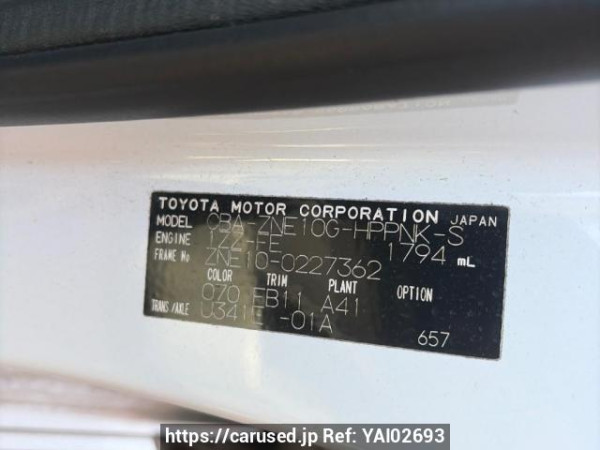 TOYOTA MOTOR CORPORATION JAPAN
MODEL CBA-ZNE10G-HPPNK-S
ENGINE 1ZZ-FE 1794 mL
FRAME No ZNE10-0227362
COLOR TRIM PLANT OPTION
070 FB11 A41
TRANS/AXLE U341E -01A
657
https://carused.jp Ref: YAI02693